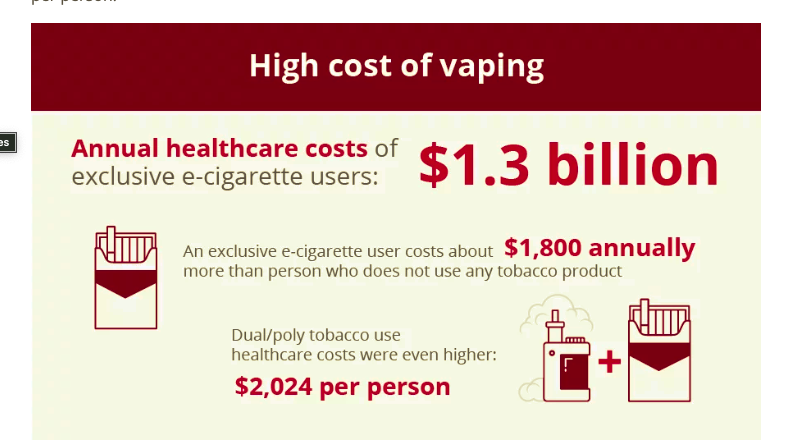 per person.
High cost of vaping
Annual healthcare costs of
exclusive e-cigarette users:
$1.3 billion
es
An exclusive e-cigarette user costs about $1,800 annually
more than person who does not use any tobacco product
Dual/poly tobacco use
healthcare costs were even higher:
$2,024 per person